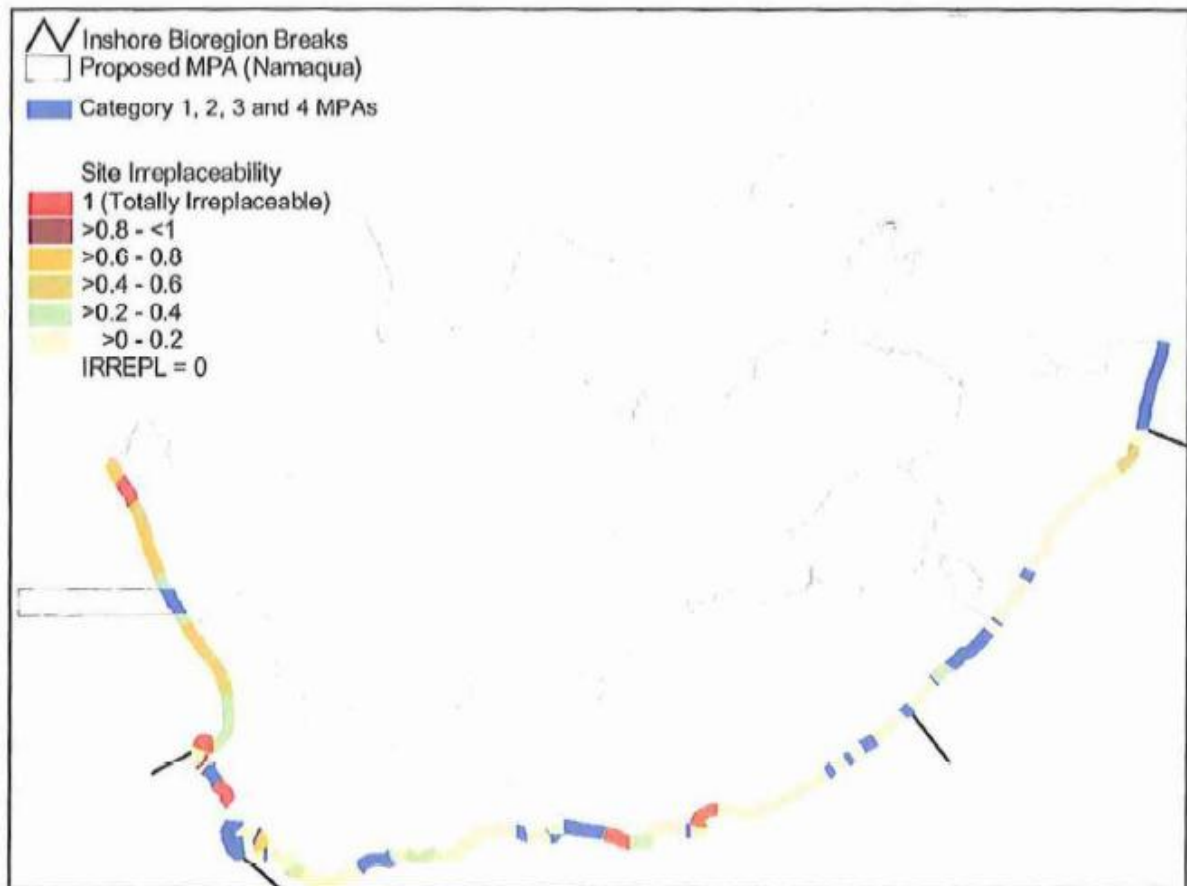 Inshore Bioregion Breaks
Proposed MPA (Namaqua)
Category 1, 2, 3 and 4 MPAs
Site Irreplaceability
1 (Totally Irreplaceable)
>0.8 - <1
>0.6 - 0.8
>0.4 - 0.6
>0.2 - 0.4
>0 - 0.2
IRREPL = 0